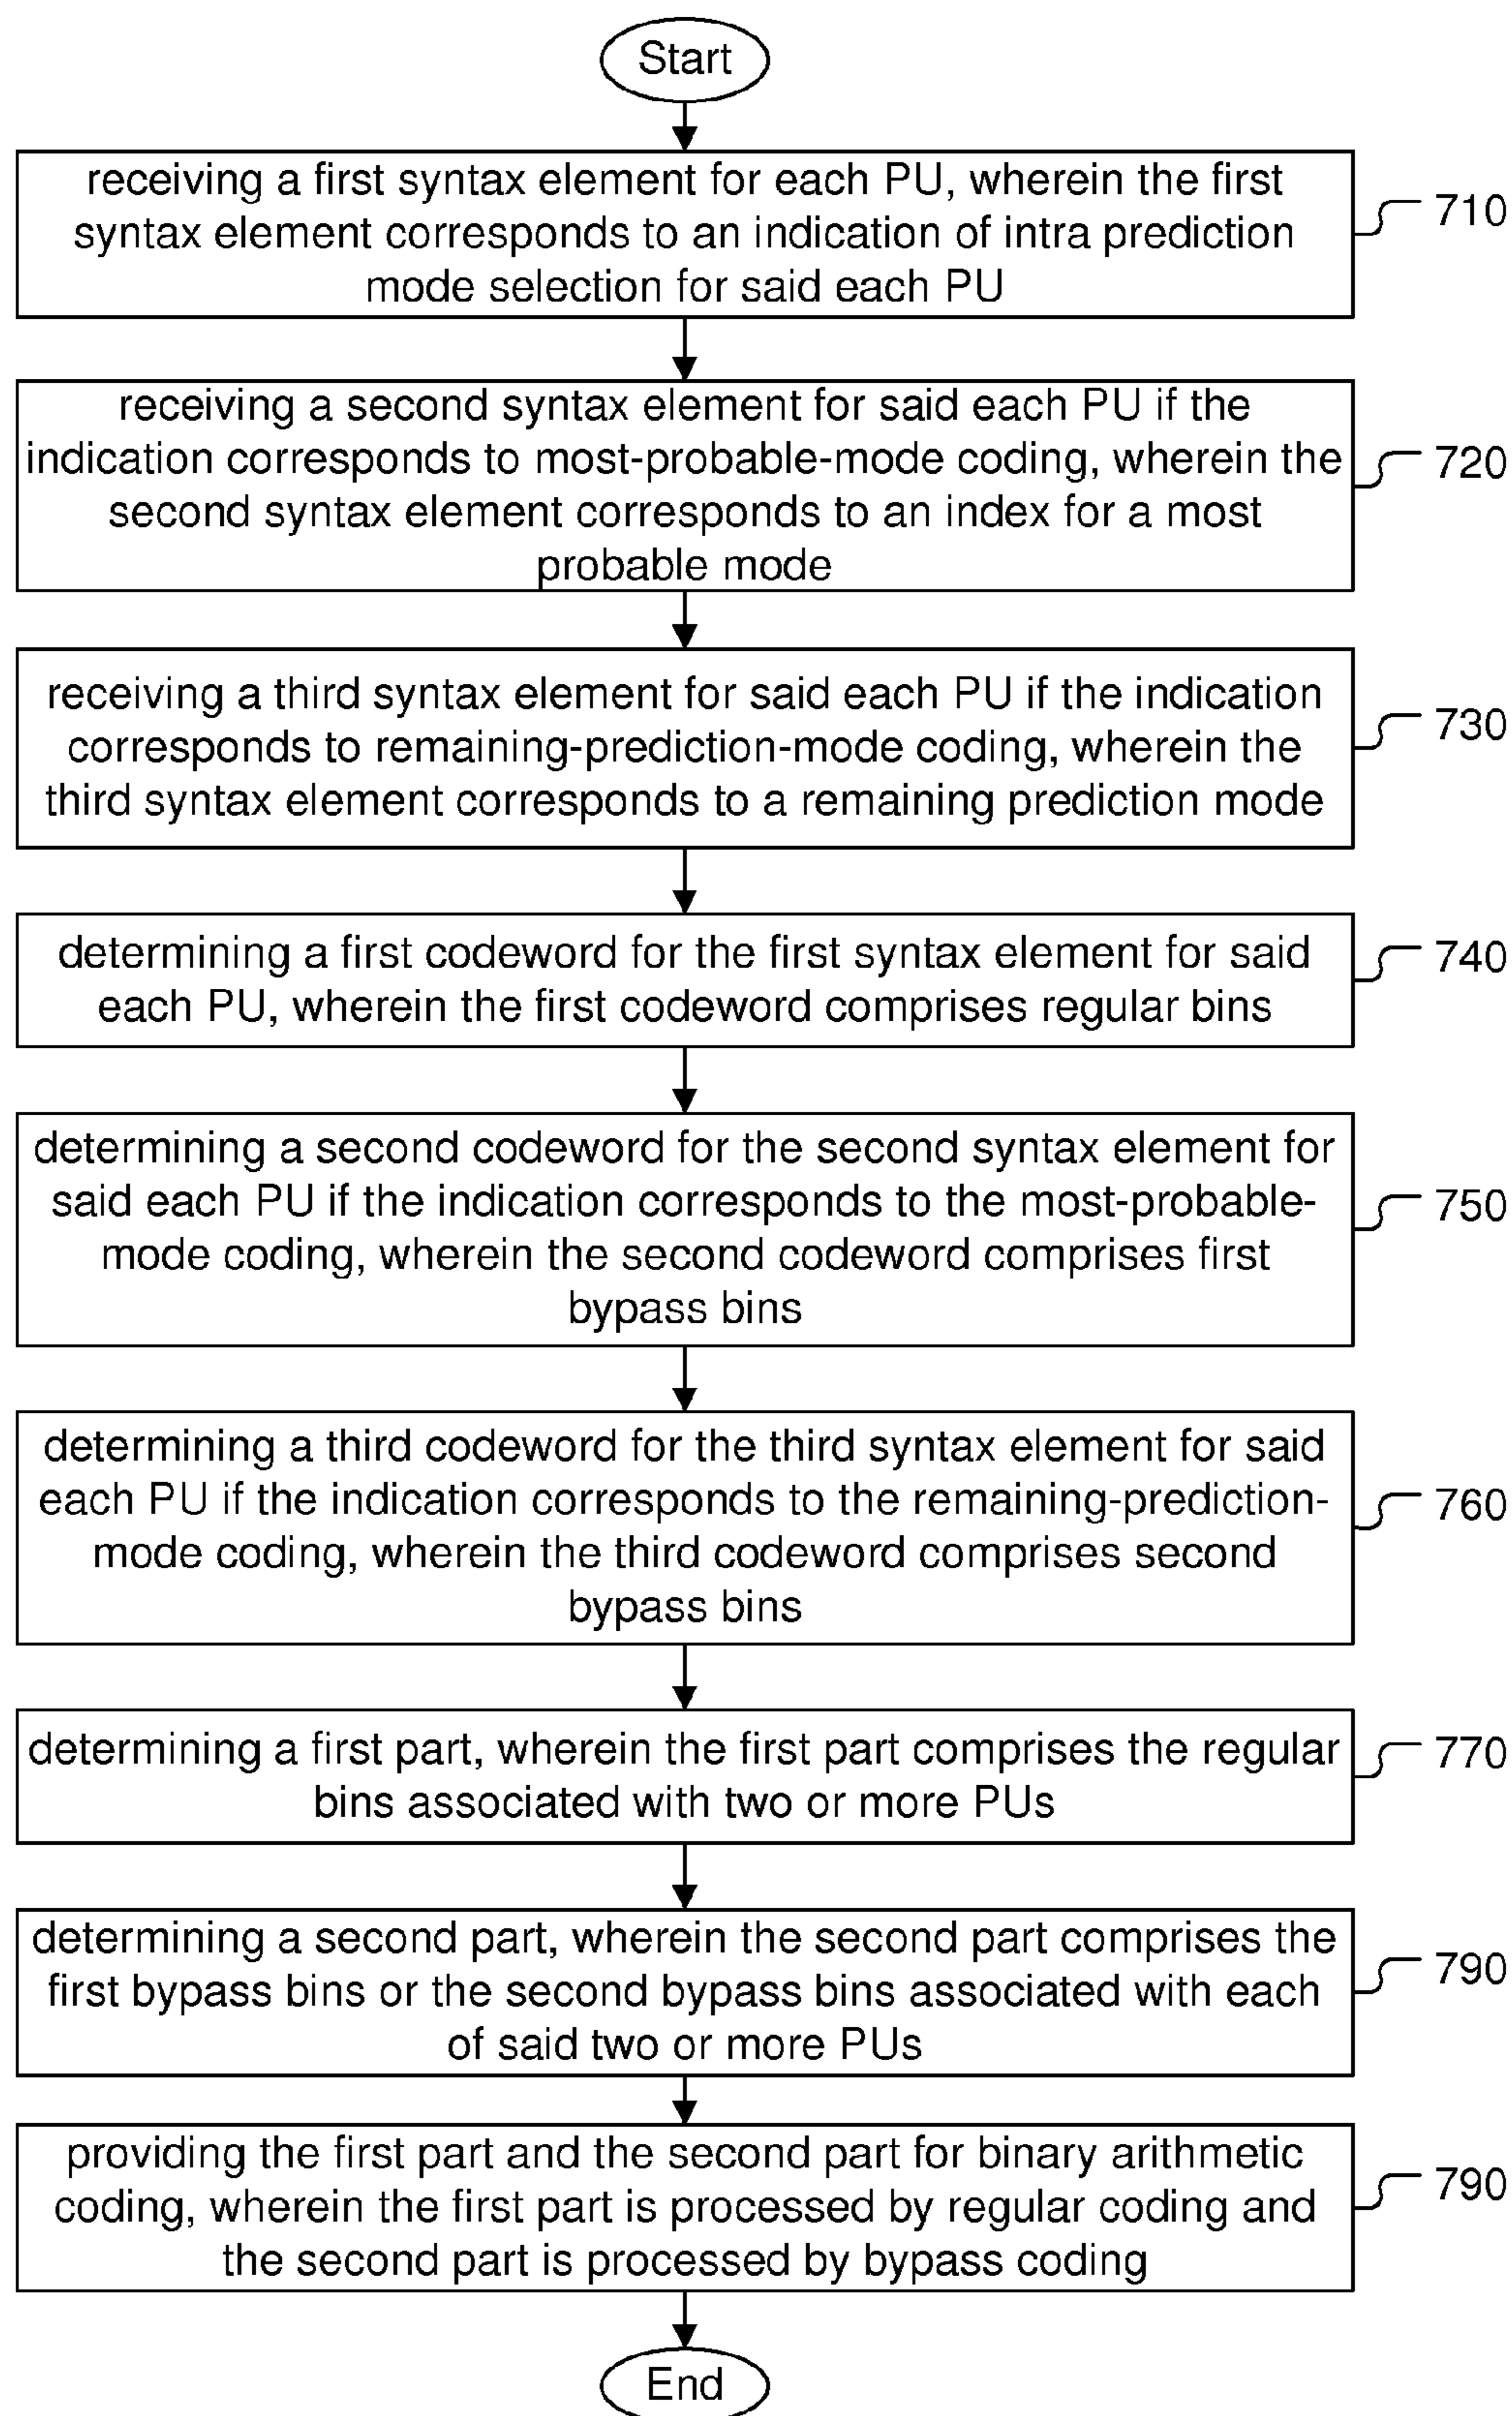 Start
receiving a first syntax element for each PU, wherein the first
syntax element corresponds to an indication of intra prediction
mode selection for said each PU
710
receiving a second syntax element for said each PU if the
indication corresponds to most-probable-mode coding, wherein the
second syntax element corresponds to an index for a most
probable mode
720
receiving a third syntax element for said each PU if the indication
corresponds to remaining-prediction-mode coding, wherein the
third syntax element corresponds to a remaining prediction mode
730
determining a first codeword for the first syntax element for said
each PU, wherein the first codeword comprises regular bins
740
determining a second codeword for the second syntax element for
said each PU if the indication corresponds to the most-probable-
mode coding, wherein the second codeword comprises first
bypass bins
750
determining a third codeword for the third syntax element for said
each PU if the indication corresponds to the remaining-prediction-
mode coding, wherein the third codeword comprises second
bypass bins
760
determining a first part, wherein the first part comprises the regular
bins associated with two or more PUs
770
determining a second part, wherein the second part comprises the
first bypass bins or the second bypass bins associated with each
of said two or more PUs
790
providing the first part and the second part for binary arithmetic
coding, wherein the first part is processed by regular coding and
the second part is processed by bypass coding
790
End